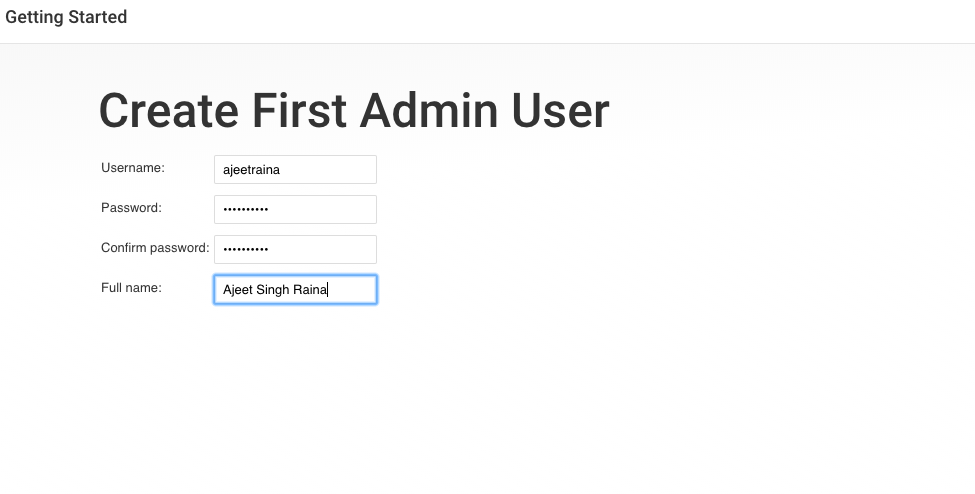 Getting Started
Create First Admin User
Username: ajeetraina
Password: ••••••••••
Confirm password: ••••••••••
Full name: Ajeet Singh Raina